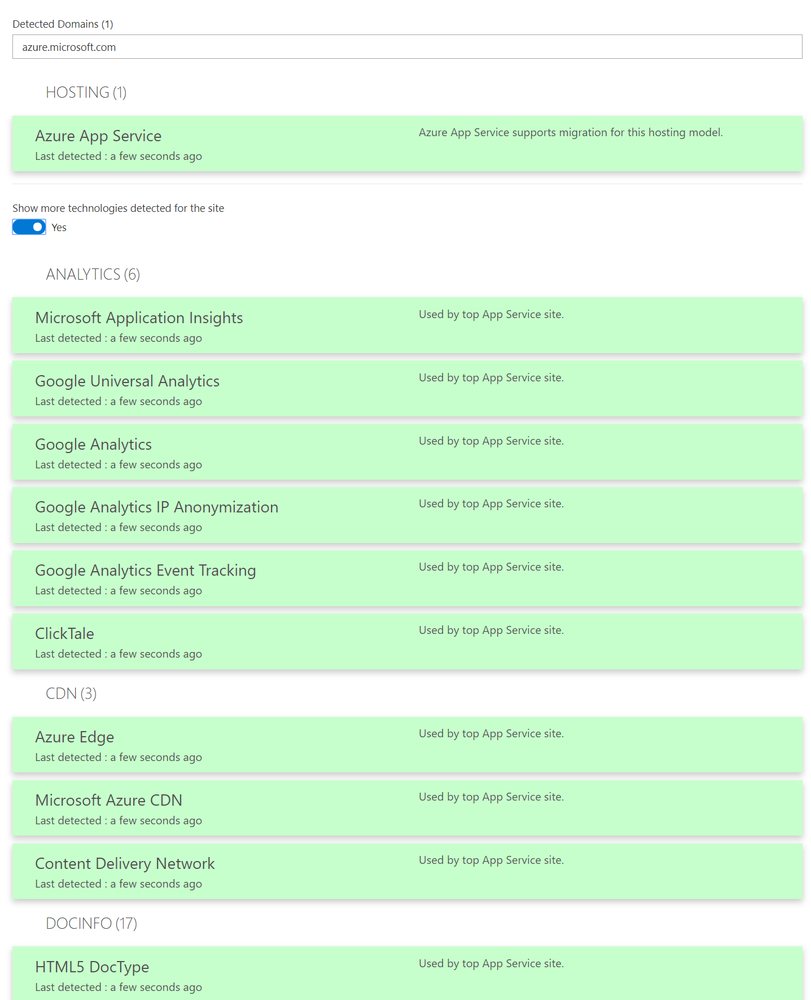 Detected Domains (1)
azure.microsoft.com
HOSTING (1)
Azure App Service
Azure App Service supports migration for this hosting model.
Last detected : a few seconds ago
Show more technologies detected for the site
Yes
ANALYTICS (6)
Microsoft Application Insights
Used by top App Service site.
Last detected : a few seconds ago
Google Universal Analytics
Used by top App Service site.
Last detected : a few seconds ago
Google Analytics
Used by top App Service site.
Last detected : a few seconds ago
Google Analytics IP Anonymization
Used by top App Service site.
Last detected : a few seconds ago
Google Analytics Event Tracking
Used by top App Service site.
Last detected : a few seconds ago
ClickTale
Used by top App Service site.
Last detected : a few seconds ago
CDN (3)
Azure Edge
Used by top App Service site.
Last detected : a few seconds ago
Microsoft Azure CDN
Used by top App Service site.
Last detected : a few seconds ago
Content Delivery Network
Used by top App Service site.
Last detected : a few seconds ago
DOCINFO (17)
HTML5 DocType
Used by top App Service site.
Last detected : a few seconds ago